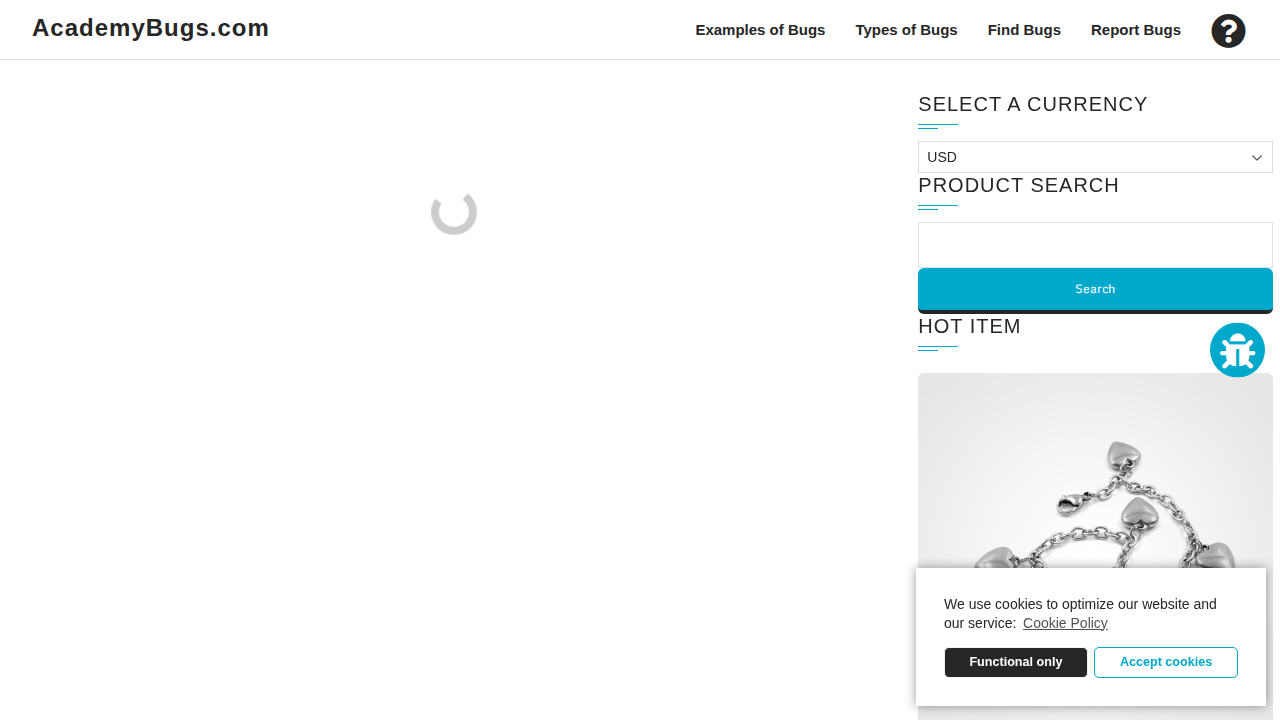 AcademyBugs.com
Examples of Bugs
Types of Bugs
Find Bugs
Report Bugs
SELECT A CURRENCY
USD
PRODUCT SEARCH
Search
HOT ITEM
We use cookies to optimize our website and
our service: Cookie Policy
Functional only
Accept cookies